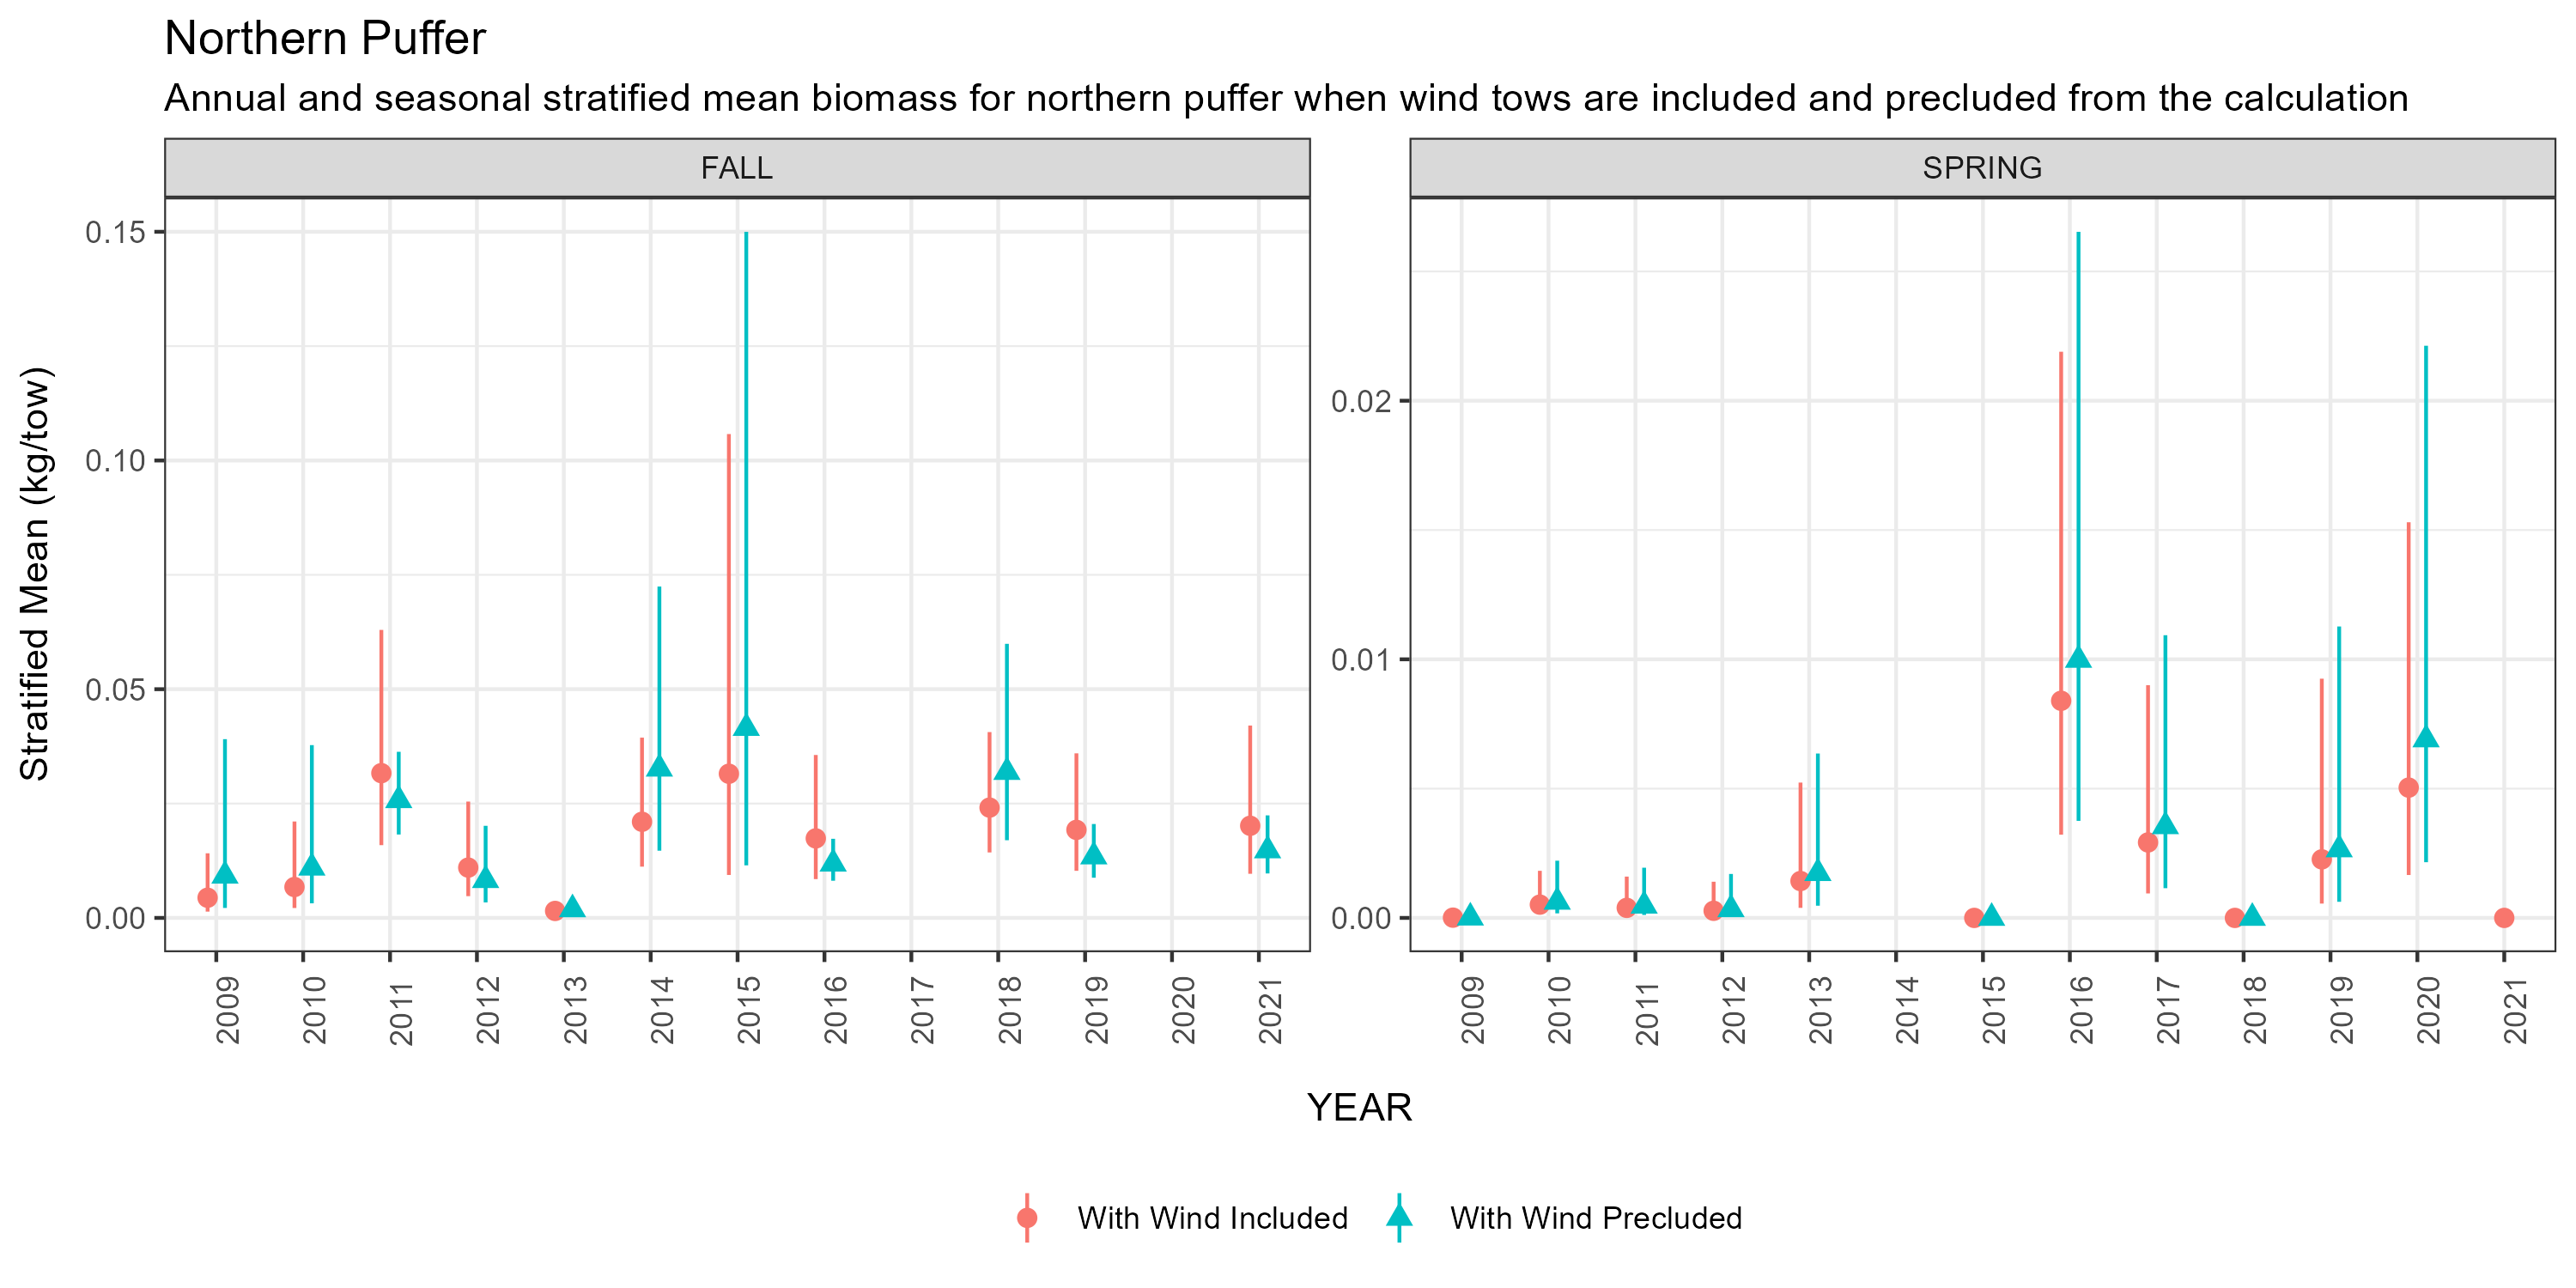 Northern Puffer
Annual and seasonal stratified mean biomass for northern puffer when wind tows are included and precluded from the calculation
FALL
SPRING
Stratified Mean (kg/tow)
0.15
0.10
0.05
0.00
0.02
0.01
0.00
2009 2010 2011 2012 2013 2014 2015 2016 2017 2018 2019 2020 2021
2009 2010 2011 2012 2013 2014 2015 2016 2017 2018 2019 2020 2021
YEAR
With Wind Included With Wind Precluded